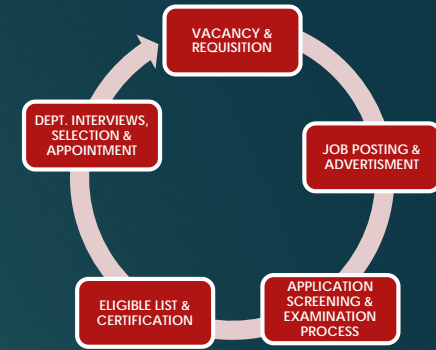 VACANCY &
REQUISITION
JOB POSTING &
ADVERTISMENT
APPLICATION
SCREENING &
EXAMINATION
PROCESS
ELIGIBLE LIST &
CERTIFICATION
DEPT. INTERVIEWS,
SELECTION &
APPOINTMENT